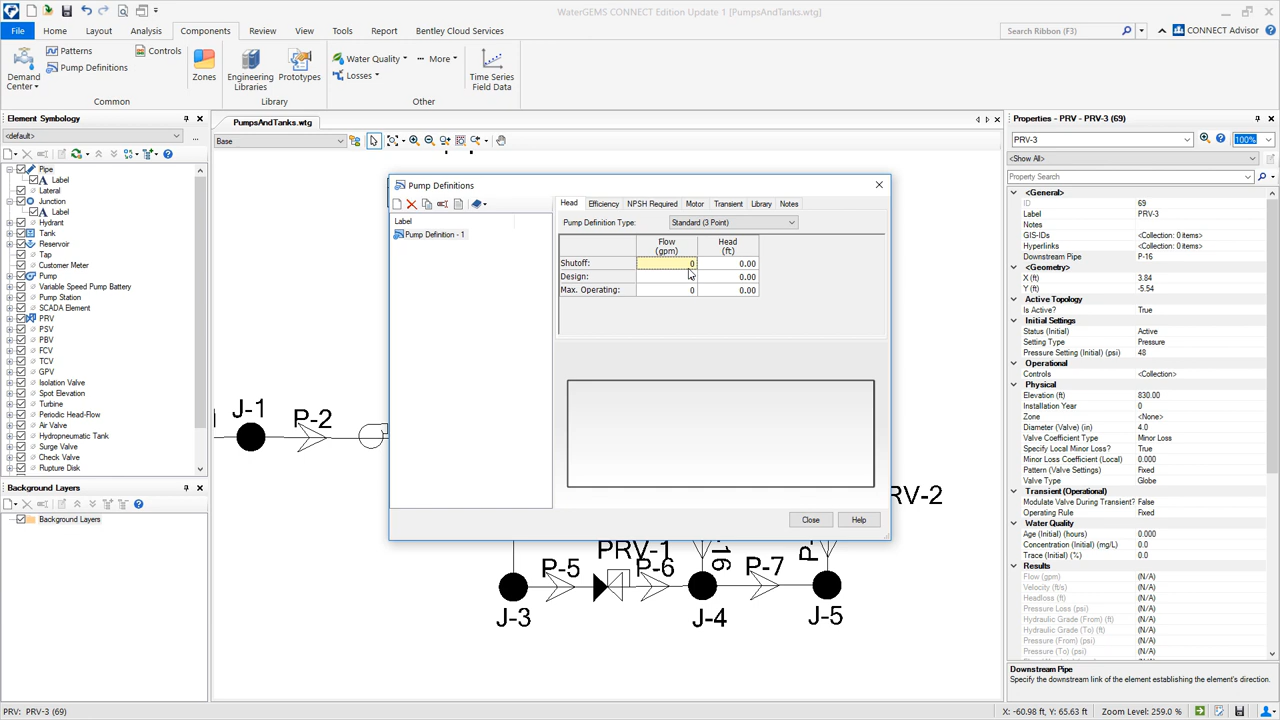 WaterGEMS CONNECT Edition Update 1 [PumpsAndTanks.wtg]
File Home Layout Analysis Components Review View Tools Report Bentley Cloud Services Search Ribbon (F3) CONNECT Advisor
Demand Center
Patterns
Pump Definitions
Controls
Zones
Engineering Libraries
Prototypes
Water Quality
Losses
More
Time Series Field Data
Common Library Other
Element Symbology
<default>
...
Pipe
Label
Lateral
Junction
Label
Hydrant
Tank
Reservoir
Tap
Customer Meter
Pump
Variable Speed Pump Battery
Pump Station
SCADA Element
PRV
PSV
PBV
FCV
TCV
GPV
Isolation Valve
Spot Elevation
Turbine
Periodic Head-Flow
Air Valve
Hydropneumatic Tank
Surge Valve
Check Valve
Rupture Disk
Background Layers
Background Layers
PumpsAndTanks.wtg
Base
J-1 P-2
Pump Definitions
Label
Pump Definition - 1
Head Efficiency NPSH Required Motor Transient Library Notes
Pump Definition Type: Standard (3 Point)
Flow (gpm) Head (ft)
Shutoff: 0 0.00
Design: 0.00
Max. Operating: 0 0.00
Close Help
RV-2
PRV-1
P-5 P-6 16 P-7 P-
J-3 J-4 J-5
Properties - PRV - PRV-3 (69)
PRV-3 100%
<Show All>
Property Search
<General>
ID 69
Label PRV-3
Notes
GIS-IDs <Collection: 0 items>
Hyperlinks <Collection: 0 items>
Downstream Pipe P-16
<Geometry>
X (ft) 3.84
Y (ft) -5.54
Active Topology
Is Active? True
Initial Settings
Status (Initial) Active
Setting Type Pressure
Pressure Setting (Initial) (psi) 48
Operational
Controls <Collection>
Physical
Elevation (ft) 830.00
Installation Year 0
Zone <None>
Diameter (Valve) (in) 4.0
Valve Coefficient Type Minor Loss
Specify Local Minor Loss? True
Minor Loss Coefficient (Local) 0.000
Pattern (Valve Settings) Fixed
Valve Type Globe
Transient (Operational)
Modulate Valve During Transient? False
Operating Rule Fixed
Water Quality
Age (Initial) (hours) 0.000
Concentration (Initial) (mg/L) 0.0
Trace (Initial) (%) 0.0
Results
Flow (gpm) (N/A)
Velocity (ft/s) (N/A)
Headloss (ft) (N/A)
Pressure Loss (psi) (N/A)
Hydraulic Grade (From) (ft) (N/A)
Hydraulic Grade (To) (ft) (N/A)
Pressure (From) (psi) (N/A)
Pressure (To) (psi) (N/A)
Downstream Pipe
Specify the downstream link of the element establishing the element's direction.
PRV: PRV-3 (69) X: -60.98 ft, Y: 65.63 ft Zoom Level: 259.0 %